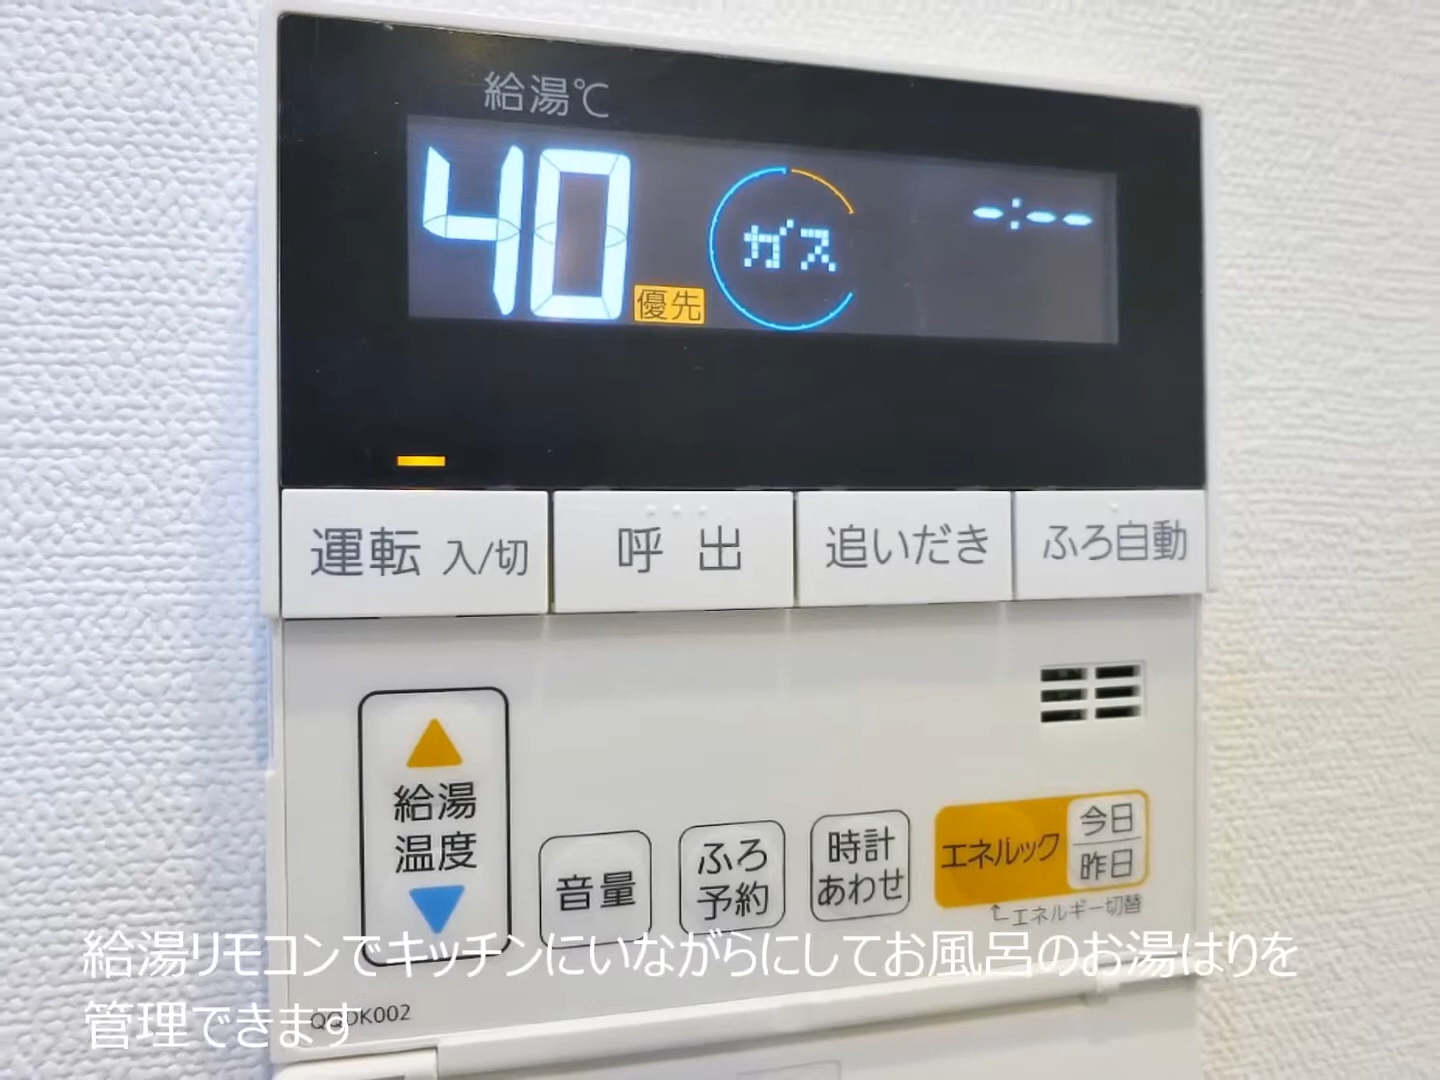 給湯℃
40
優先
ガス
-:--
運転 入/切
呼出
追いだき
ふろ自動
給湯
温度
音量
ふろ
予約
時計
あわせ
エネルック
今日
昨日
エネルギー切替
給湯リモコンでキッチンにいながらにしてお風呂のお湯はりを
管理できます